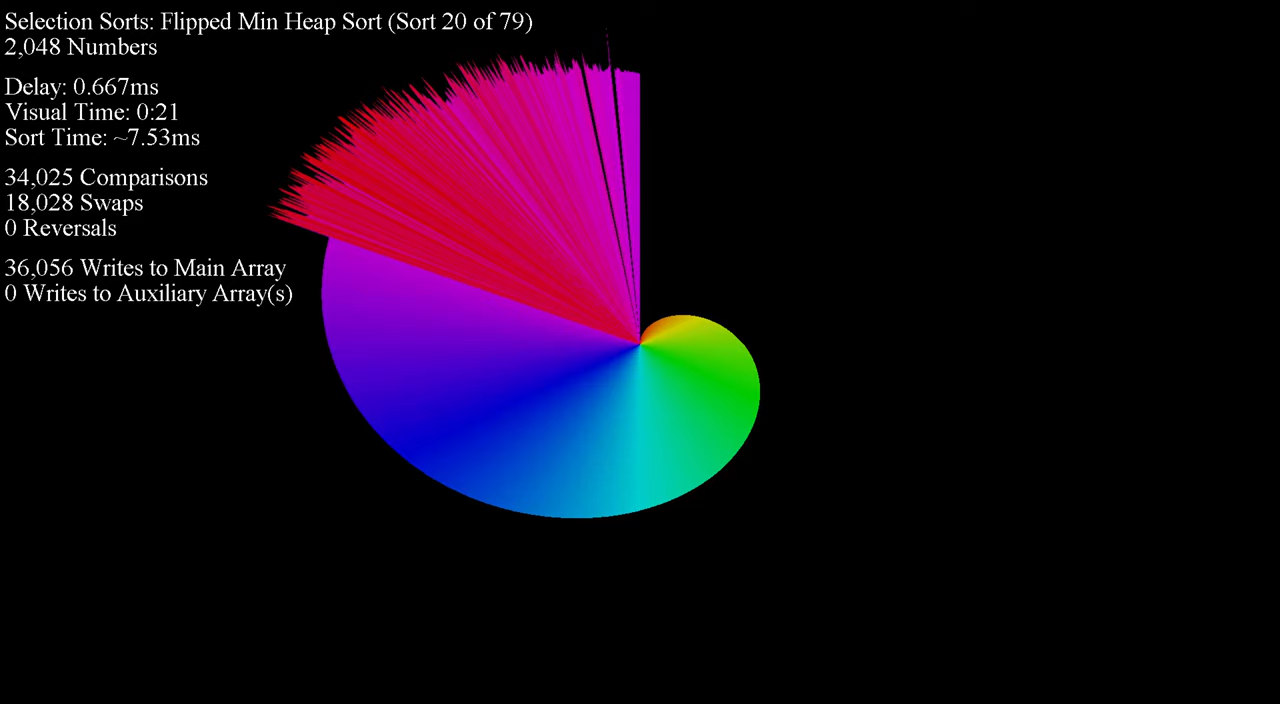 Selection Sorts: Flipped Min Heap Sort (Sort 20 of 79)
2,048 Numbers
Delay: 0.667ms
Visual Time: 0:21
Sort Time: ~7.53ms
34,025 Comparisons
18,028 Swaps
0 Reversals
36,056 Writes to Main Array
0 Writes to Auxiliary Array(s)